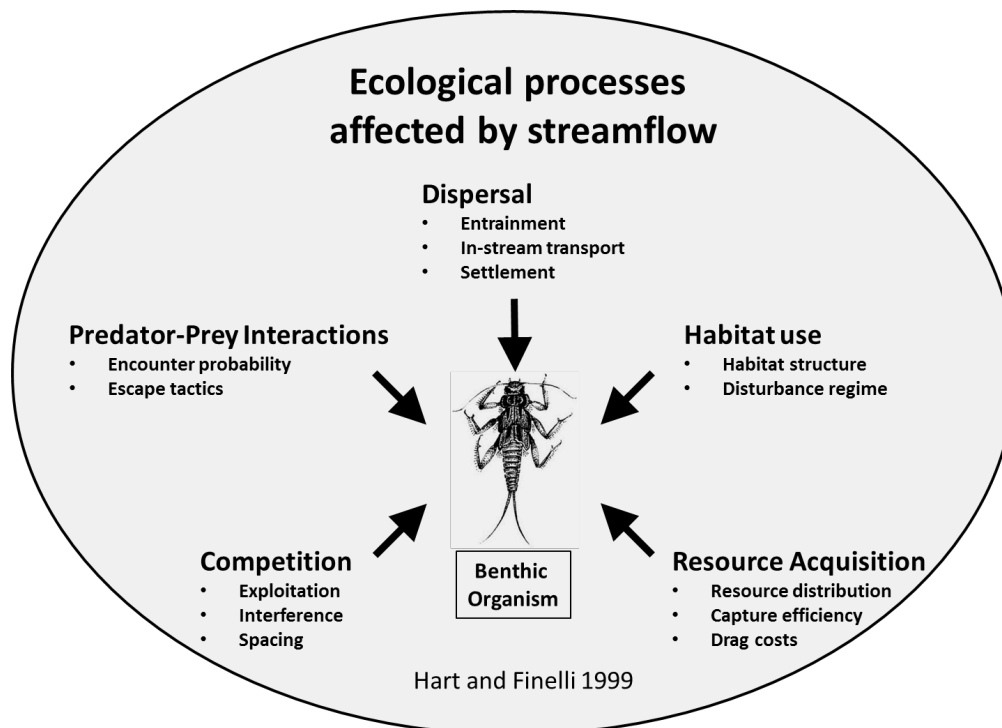 Ecological processes
affected by streamflow
Dispersal
• Entrainment
• In-stream transport
• Settlement
Predator-Prey Interactions
• Encounter probability
• Escape tactics
Habitat use
• Habitat structure
• Disturbance regime
Competition
• Exploitation
• Interference
• Spacing
Benthic
Organism
Resource Acquisition
• Resource distribution
• Capture efficiency
• Drag costs
Hart and Finelli 1999